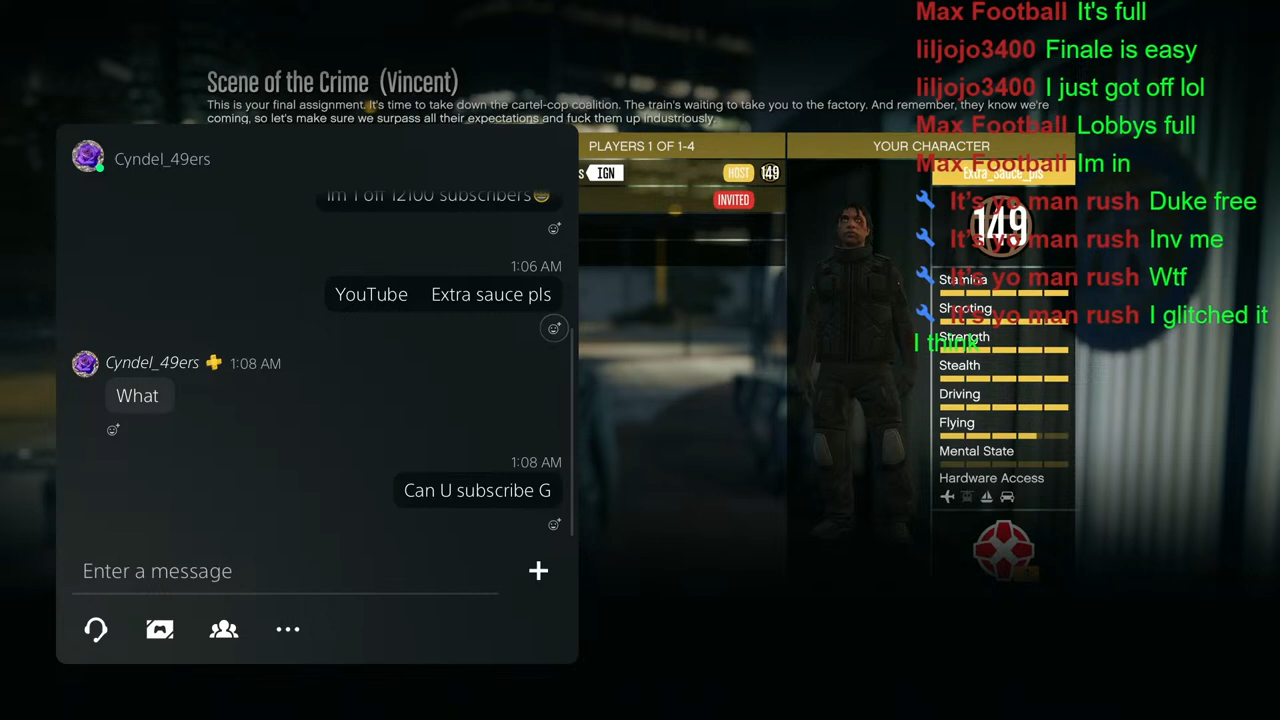 Max Football It's full
liljojo3400 Finale is easy
liljojo3400 I just got off lol
Max Football Lobbys full
Max Football Im in
It's yo man rush Duke free
It's yo man rush Inv me
It's yo man rush Wtf
It's yo man rush I glitched it
I think
Scene of the Crime (Vincent)
This is your final assignment. It's time to take down the cartel-cop coalition. The train's waiting to take you to the factory. And remember, they know we're
coming, so let's make sure we surpass all their expectations and fuck them up industriously.
PLAYERS 1 OF 1-4
s IGN HOST 149
INVITED
YOUR CHARACTER
Extra_Sauce_pls
149
Stamina
Shooting
Strength
Stealth
Driving
Flying
Mental State
Hardware Access
Cyndel_49ers
Im 1 off 12100 subscribers
1:06 AM
YouTube Extra sauce pls
Cyndel_49ers 1:08 AM
What
1:08 AM
Can U subscribe G
Enter a message